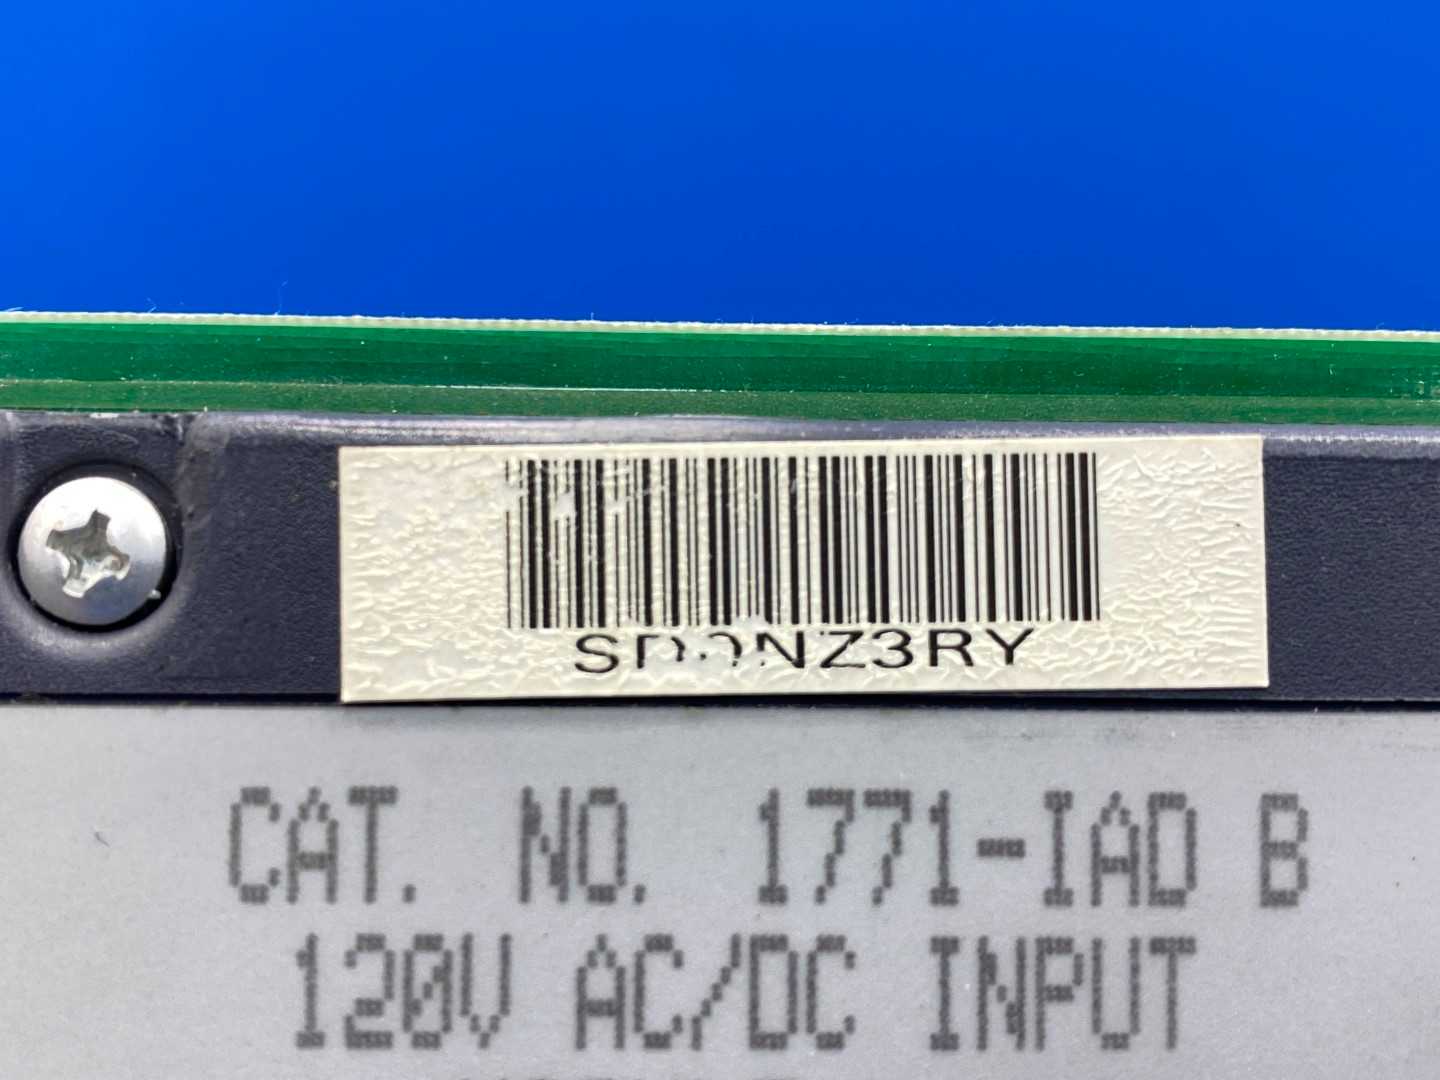 CAT. NO. 1771-IAD B
120V AC/DC INPUT